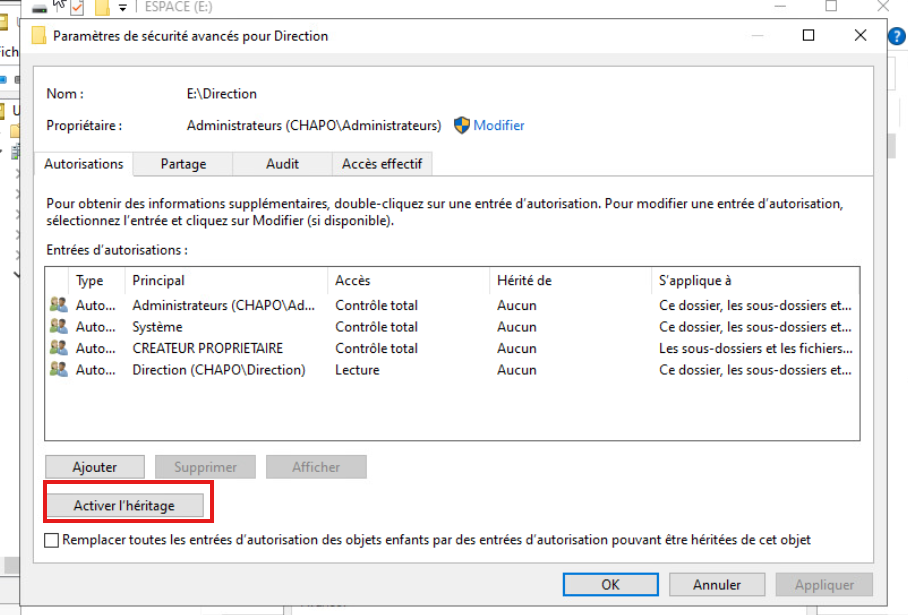 ESPACE (E:)
Paramètres de sécurité avancés pour Direction
Nom :
E:\Direction
Propriétaire :
Administrateurs (CHAPO\Administrateurs)
Modifier
Autorisations
Partage
Audit
Accès effectif
Pour obtenir des informations supplémentaires, double-cliquez sur une entrée d'autorisation. Pour modifier une entrée d'autorisation,
sélectionnez l'entrée et cliquez sur Modifier (si disponible).
Entrées d'autorisations :
Type Principal Accès Hérité de S'applique à
Auto... Administrateurs (CHAPO\Ad... Contrôle total Aucun Ce dossier, les sous-dossiers et...
Auto... Système Contrôle total Aucun Ce dossier, les sous-dossiers et...
Auto... CREATEUR PROPRIETAIRE Contrôle total Aucun Les sous-dossiers et les fichiers...
Auto... Direction (CHAPO\Direction) Lecture Aucun Ce dossier, les sous-dossiers et...
Ajouter
Supprimer
Afficher
Activer l'héritage
Remplacer toutes les entrées d'autorisation des objets enfants par des entrées d'autorisation pouvant être héritées de cet objet
OK
Annuler
Appliquer